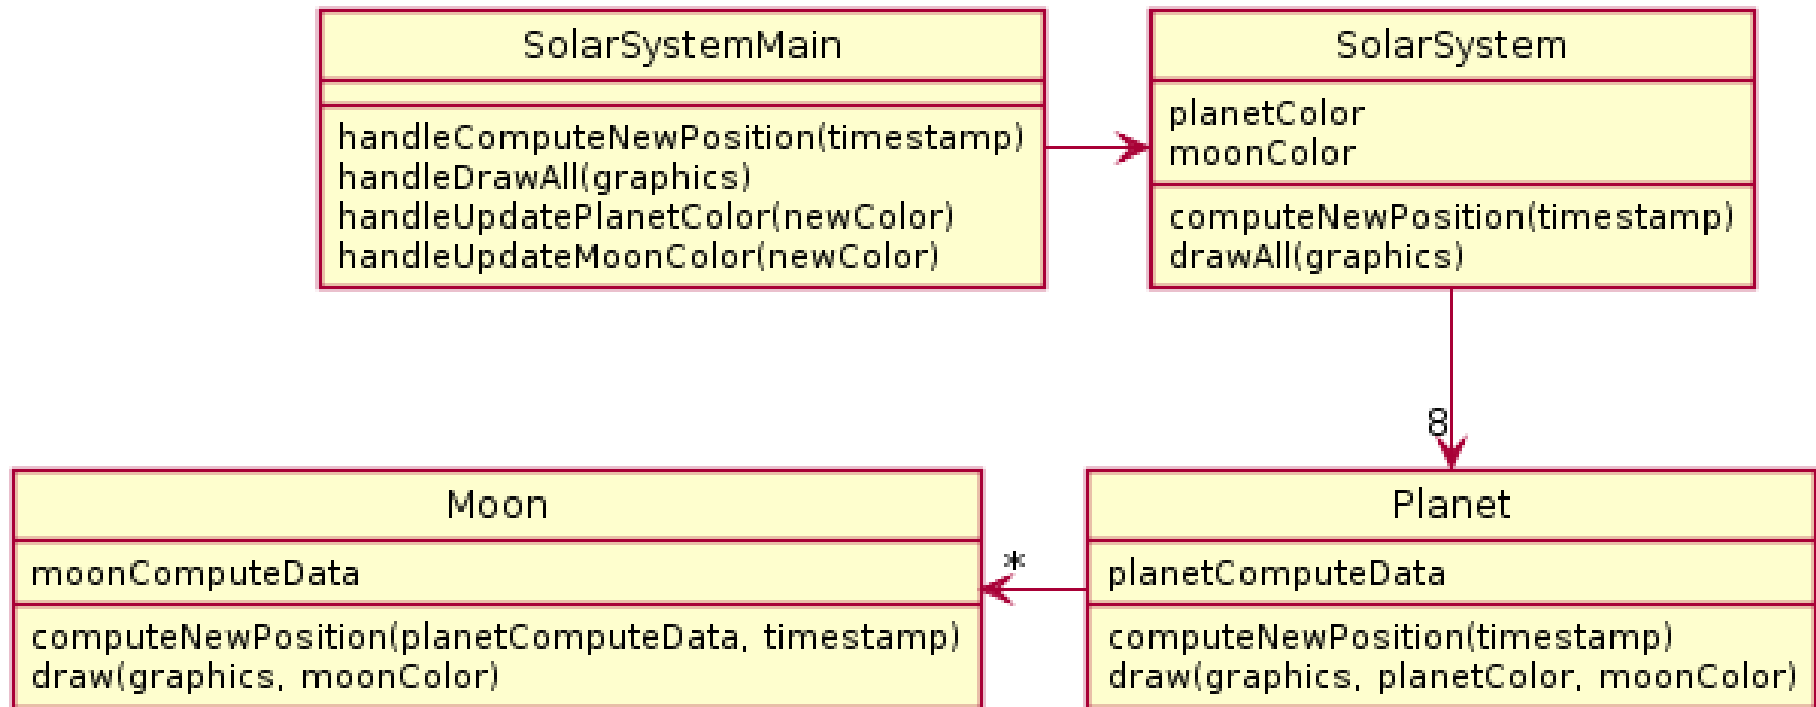 SolarSystemMain
handleComputeNewPosition(timestamp)
handleDrawAll(graphics)
handleUpdatePlanetColor(newColor)
handleUpdateMoonColor(newColor)
SolarSystem
planetColor
moonColor
computeNewPosition(timestamp)
drawAll(graphics)
8
Moon
moonComputeData
computeNewPosition(planetComputeData, timestamp)
draw(graphics, moonColor)
*
Planet
planetComputeData
computeNewPosition(timestamp)
draw(graphics, planetColor, moonColor)